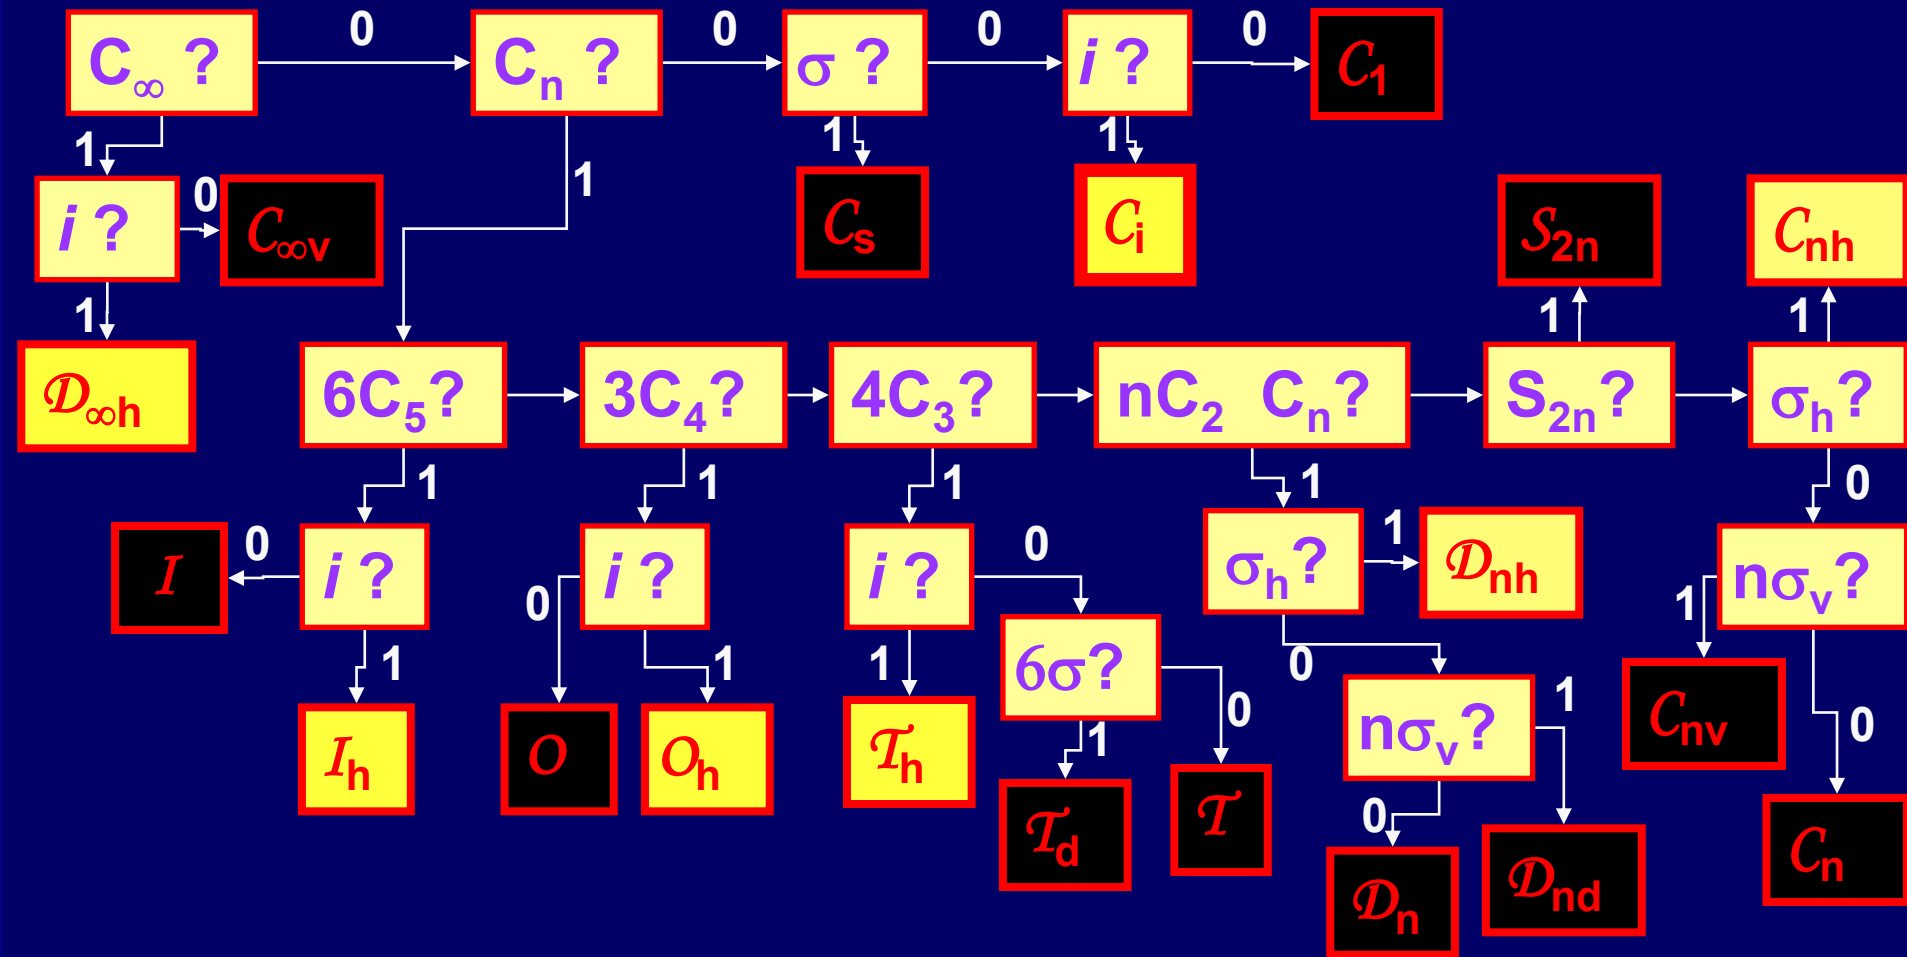 C∞ ? 0 Cn ? 0 σ ? 0 i ? 0 C1
1 1 1 1
i ? 0 C∞v Cs Ci S2n Cnh
1 1 1
D∞h 6C5? 3C4? 4C3? nC2 Cn? S2n? σh?
1 1 1 1 0
I 0 i ? 0 i ? i ? 0 σh? 1 Dnh 1 nσv?
1 1 1 6σ? 0 0
Ih O Oh Th 1 0 nσv? 1 Cnv 0
Td T 0
Dn Dnd Cn